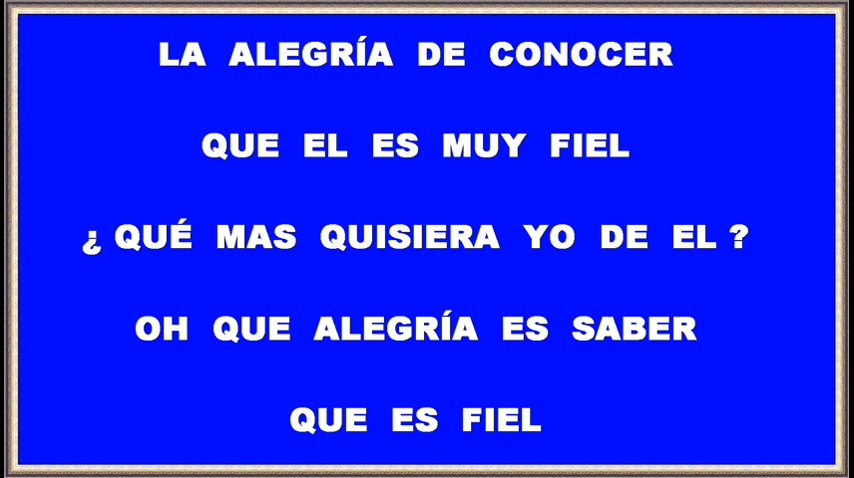 LA ALEGRÍA DE CONOCER
QUE EL ES MUY FIEL
¿ QUÉ MAS QUISIERA YO DE EL ?
OH QUE ALEGRÍA ES SABER
QUE ES FIEL